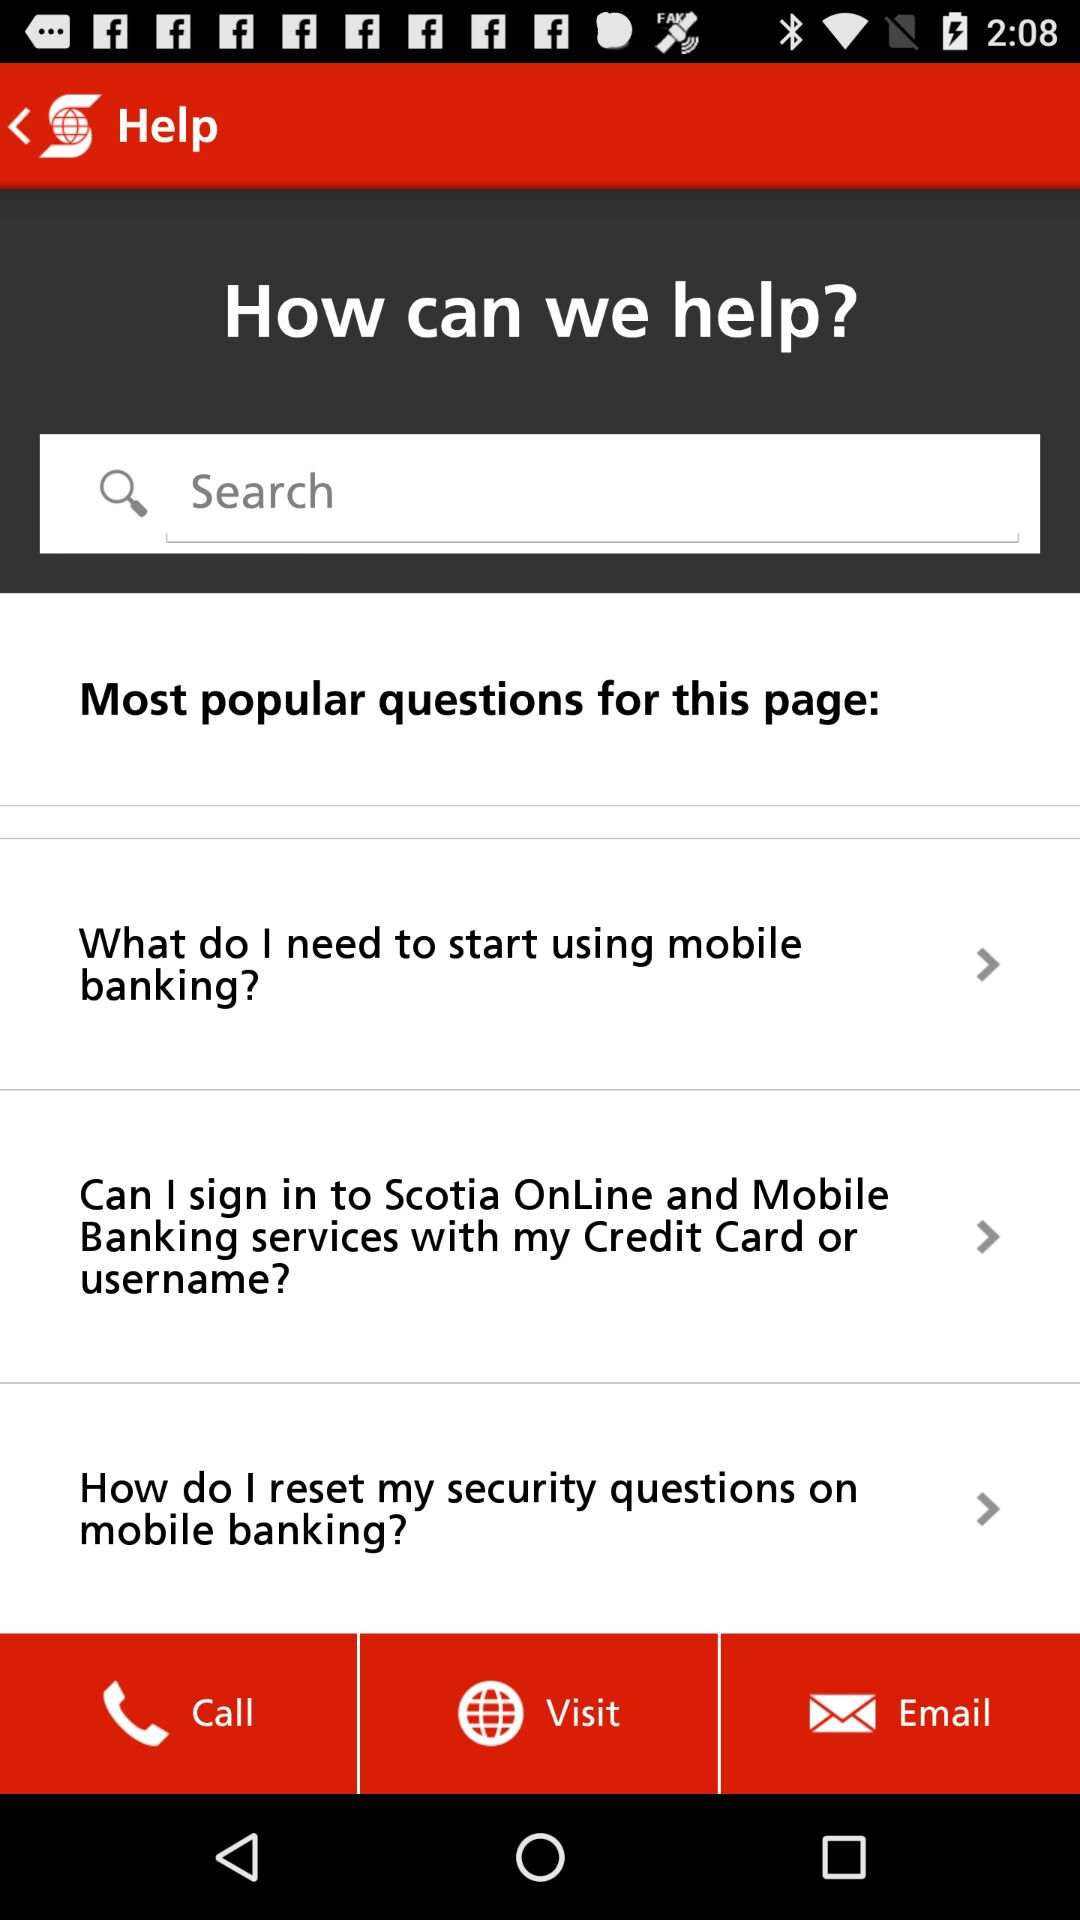 FAKE
2:08
Help
How can we help?
Search
Most popular questions for this page:
What do I need to start using mobile
banking?
Can I sign in to Scotia OnLine and Mobile
Banking services with my Credit Card or
username?
How do I reset my security questions on
mobile banking?
Call
Visit
Email